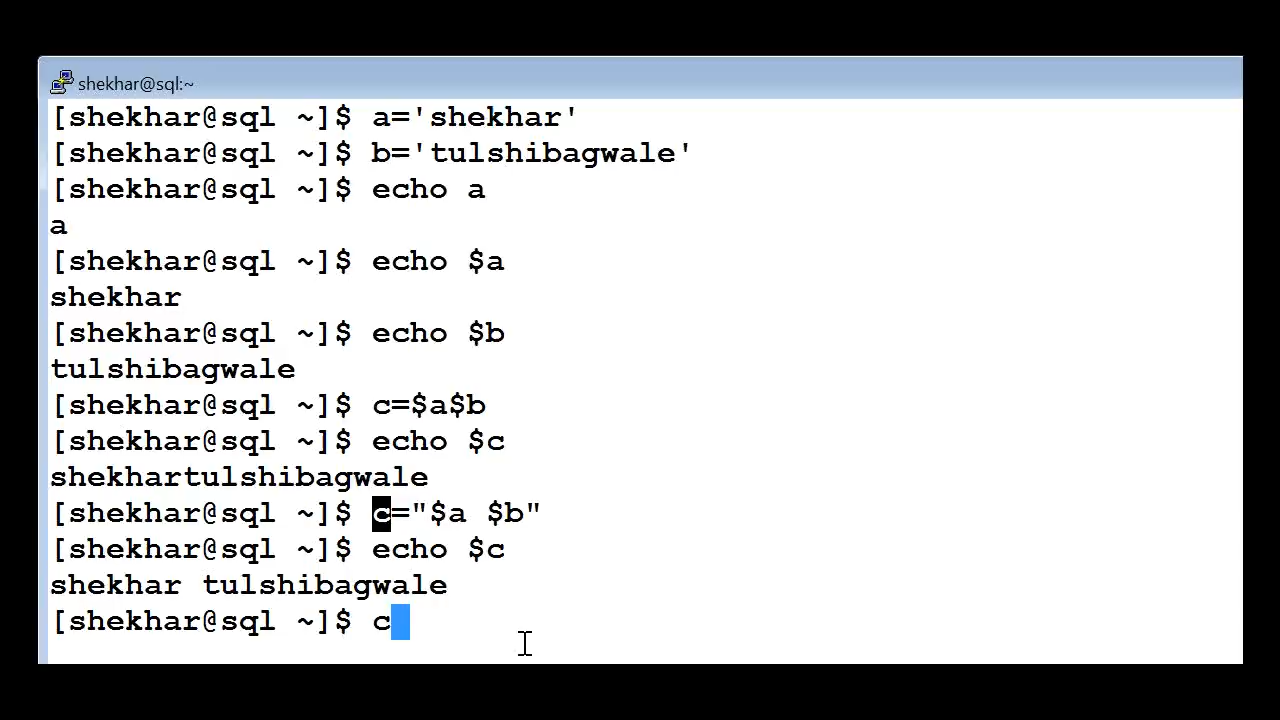 shekhar@sql:~
[shekhar@sql ~]$ a='shekhar'
[shekhar@sql ~]$ b='tulshibagwale'
[shekhar@sql ~]$ echo a
a
[shekhar@sql ~]$ echo $a
shekhar
[shekhar@sql ~]$ echo $b
tulshibagwale
[shekhar@sql ~]$ c=$a$b
[shekhar@sql ~]$ echo $c
shekhartulshibagwale
[shekhar@sql ~]$ c="$a $b"
[shekhar@sql ~]$ echo $c
shekhar tulshibagwale
[shekhar@sql ~]$ c